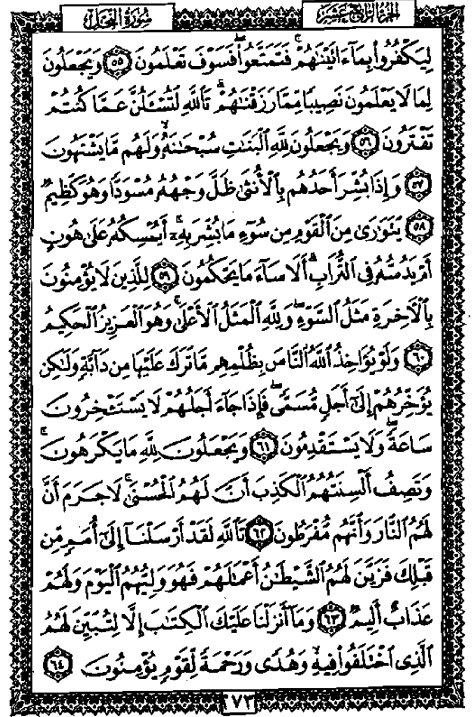 الجزء الرابع عشر
سُورَةُ النَّحْل
لِيَكْفُرُوا۟ بِمَآ ءَاتَيْنَـٰهُمْ ۚ فَتَمَتَّعُوا۟ ۖ فَسَوْفَ تَعْلَمُونَ ٥٥ وَيَجْعَلُونَ
لِمَا لَا يَعْلَمُونَ نَصِيبًا مِّمَّا رَزَقْنَـٰهُمْ ۗ تَٱللَّهِ لَتُسْـَٔلُنَّ عَمَّا كُنتُمْ
تَفْتَرُونَ ٥٦ وَيَجْعَلُونَ لِلَّهِ ٱلْبَنَـٰتِ سُبْحَـٰنَهُۥ ۙ وَلَهُم مَّا يَشْتَهُونَ
٥٧ وَإِذَا بُشِّرَ أَحَدُهُم بِٱلْأُنثَىٰ ظَلَّ وَجْهُهُۥ مُسْوَدًّا وَهُوَ كَظِيمٌ
٥٨ يَتَوَٰرَىٰ مِنَ ٱلْقَوْمِ مِن سُوٓءِ مَا بُشِّرَ بِهِۦٓ ۚ أَيُمْسِكُهُۥ عَلَىٰ هُونٍ
أَمْ يَدُسُّهُۥ فِى ٱلتُّرَابِ ۗ أَلَا سَآءَ مَا يَحْكُمُونَ ٥٩ لِلَّذِينَ لَا يُؤْمِنُونَ
بِٱلْـَٔاخِرَةِ مَثَلُ ٱلسَّوْءِ ۖ وَلِلَّهِ ٱلْمَثَلُ ٱلْأَعْلَىٰ ۚ وَهُوَ ٱلْعَزِيزُ ٱلْحَكِيمُ
٦٠ وَلَوْ يُؤَاخِذُ ٱللَّهُ ٱلنَّاسَ بِظُلْمِهِم مَّا تَرَكَ عَلَيْهَا مِن دَآبَّةٍ وَلَـٰكِن
يُؤَخِّرُهُمْ إِلَىٰٓ أَجَلٍ مُّسَمًّى ۖ فَإِذَا جَآءَ أَجَلُهُمْ لَا يَسْتَـْٔخِرُونَ
سَاعَةً ۖ وَلَا يَسْتَقْدِمُونَ ٦١ وَيَجْعَلُونَ لِلَّهِ مَا يَكْرَهُونَ ۚ
وَتَصِفُ أَلْسِنَتُهُمُ ٱلْكَذِبَ أَنَّ لَهُمُ ٱلْحُسْنَىٰ ۖ لَا جَرَمَ أَنَّ
لَهُمُ ٱلنَّارَ وَأَنَّهُم مُّفْرَطُونَ ٦٢ تَٱللَّهِ لَقَدْ أَرْسَلْنَآ إِلَىٰٓ أُمَمٍ مِّن
قَبْلِكَ فَزَيَّنَ لَهُمُ ٱلشَّيْطَـٰنُ أَعْمَـٰلَهُمْ فَهُوَ وَلِيُّهُمُ ٱلْيَوْمَ وَلَهُمْ
عَذَابٌ أَلِيمٌ ٦٣ وَمَآ أَنزَلْنَا عَلَيْكَ ٱلْكِتَـٰبَ إِلَّا لِتُبَيِّنَ لَهُمُ
ٱلَّذِى ٱخْتَلَفُوا۟ فِيهِ ۙ وَهُدًى وَرَحْمَةً لِّقَوْمٍ يُؤْمِنُونَ ٦٤
٢٧٣